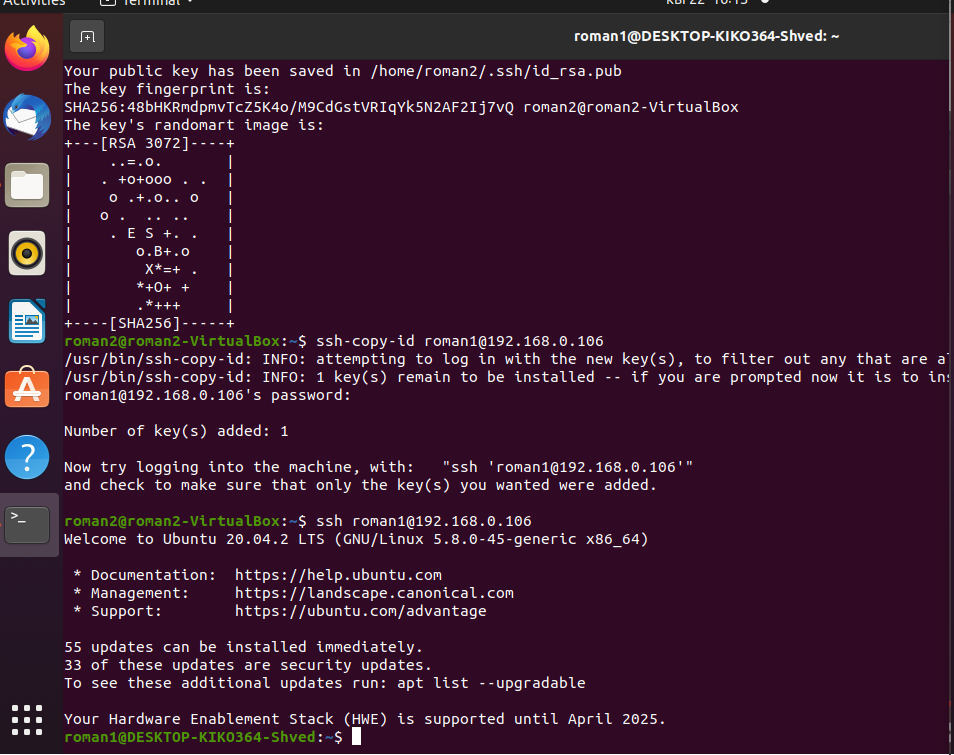 Activities Terminal квт 22 16:15
roman1@DESKTOP-KIKO364-Shved: ~
Your public key has been saved in /home/roman2/.ssh/id_rsa.pub
The key fingerprint is:
SHA256:48bHKRmdpmvTcZ5K4o/M9CdGstVRIqYk5N2AF2Ij7vQ roman2@roman2-VirtualBox
The key's randomart image is:
+---[RSA 3072]----+
|    ..=.o.       |
|   . +o+ooo . .  |
|    o .+.o.. o   |
|   o .  .. ..    |
|    . E S +. .   |
|       o.B+.o    |
|        X*=+ .   |
|       *+O+ +    |
|       .*+++     |
+----[SHA256]-----+
roman2@roman2-VirtualBox:~$ ssh-copy-id roman1@192.168.0.106
/usr/bin/ssh-copy-id: INFO: attempting to log in with the new key(s), to filter out any that are
/usr/bin/ssh-copy-id: INFO: 1 key(s) remain to be installed -- if you are prompted now it is to
roman1@192.168.0.106's password:
Number of key(s) added: 1
Now try logging into the machine, with:   "ssh 'roman1@192.168.0.106'"
and check to make sure that only the key(s) you wanted were added.
roman2@roman2-VirtualBox:~$ ssh roman1@192.168.0.106
Welcome to Ubuntu 20.04.2 LTS (GNU/Linux 5.8.0-45-generic x86_64)
 * Documentation:  https://help.ubuntu.com
 * Management:     https://landscape.canonical.com
 * Support:        https://ubuntu.com/advantage
55 updates can be installed immediately.
33 of these updates are security updates.
To see these additional updates run: apt list --upgradable
Your Hardware Enablement Stack (HWE) is supported until April 2025.
roman1@DESKTOP-KIKO364-Shved:~$